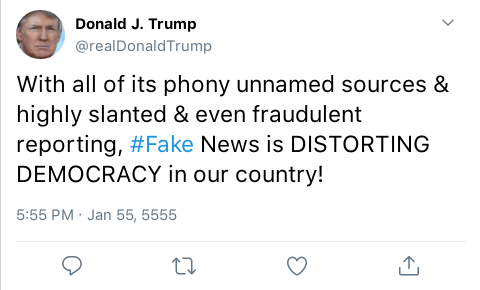 Donald J. Trump
@realDonaldTrump
With all of its phony unnamed sources &
highly slanted & even fraudulent
reporting, #Fake News is DISTORTING
DEMOCRACY in our country!
5:55 PM · Jan 55, 5555